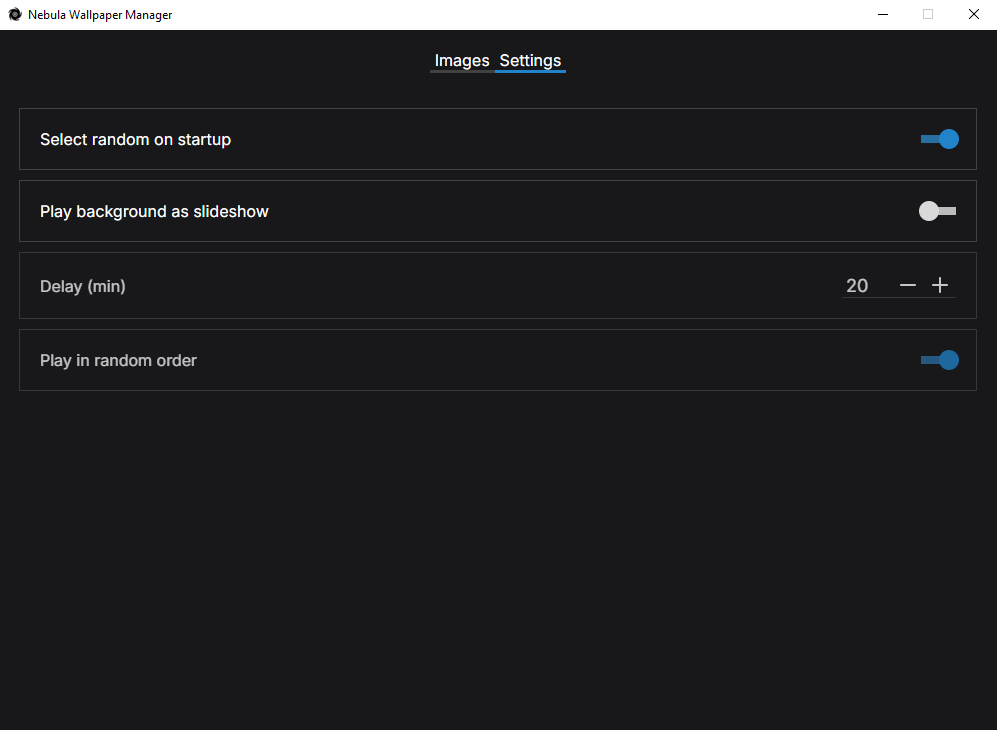 Nebula Wallpaper Manager
Images Settings
Select random on startup
Play background as slideshow
Delay (min) 20
Play in random order